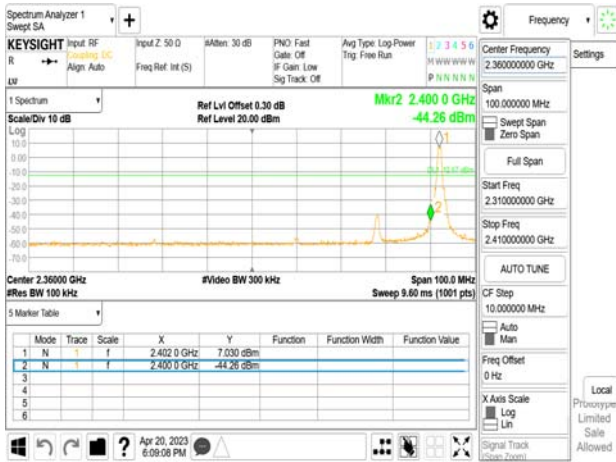 Spectrum Analyzer 1
Swept SA
Frequency
KEYSIGHT
Input: RF
Coupling: DC
Align: Auto
Input Z: 50 Ω
Freq Ref: Int (S)
#Atten: 30 dB
PNO: Fast
Gate: Off
IF Gain: Low
Sig Track: Off
Avg Type: Log-Power
Trig: Free Run
1 2 3 4 5 6
M W W W W W
P N N N N N
R
LVI
1 Spectrum
Scale/Div 10 dB
Ref Lvl Offset 0.30 dB
Ref Level 20.00 dBm
Mkr2 2.400 0 GHz
-44.26 dBm
Log
10.0
0.00
-10.0
-20.0
-30.0
-40.0
-50.0
-60.0
-70.0
1
2
Center 2.36000 GHz
#Video BW 300 kHz
Span 100.0 MHz
#Res BW 100 kHz
Sweep 9.60 ms (1001 pts)
5 Marker Table
Mode Trace Scale X Y Function Function Width Function Value
1 N 1 f 2.402 0 GHz 7.030 dBm
2 N 1 f 2.400 0 GHz -44.26 dBm
3
4
5
6
Apr 20, 2023
6:09:08 PM
Center Frequency
2.360000000 GHz
Settings
Span
100.000000 MHz
Swept Span
Zero Span
Full Span
Start Freq
2.310000000 GHz
Stop Freq
2.410000000 GHz
AUTO TUNE
CF Step
10.000000 MHz
Auto
Man
Freq Offset
0 Hz
X Axis Scale
Log
Lin
Signal Track
(Span Zoom)
Local
Prototype
Limited
Sale
Allowed